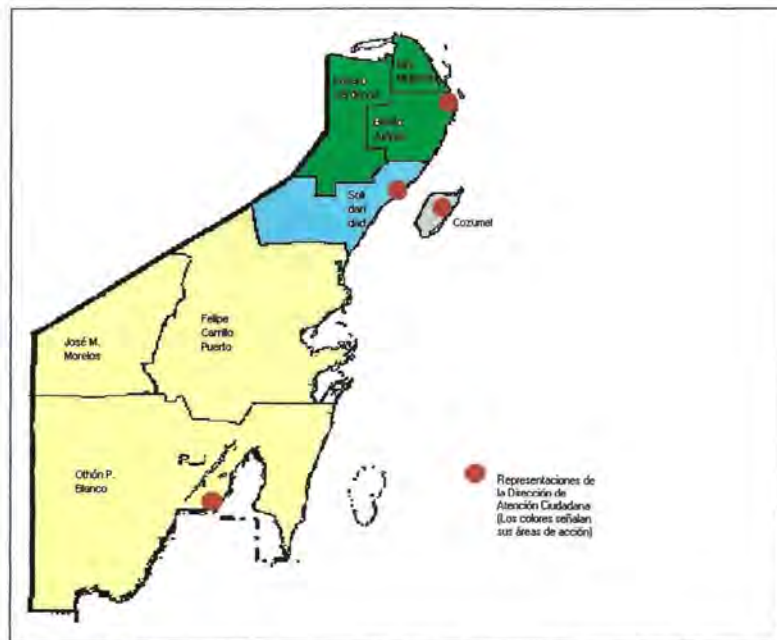 Benito
Juárez
Soli
dari
dad
Cozumel
Felipe
Carrillo
Puerto
José M.
Morelos
Othón P.
Blanco
Representaciones de
la Dirección de
Atención Ciudadana
(Los colores señalan
sus áreas de acción)